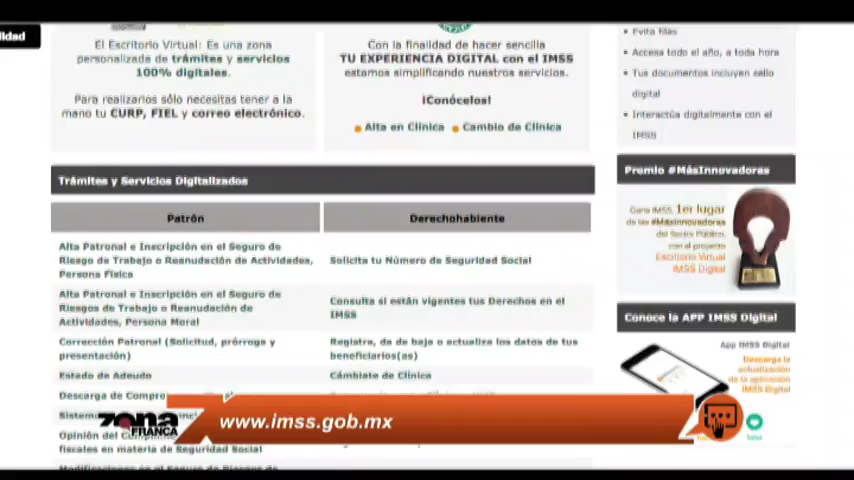 lidad
El Escritorio Virtual: Es una zona
personalizada de trámites y servicios
100% digitales.
Para realizarlos sólo necesitas tener a la
mano tu CURP, FIEL y correo electrónico.
Con la finalidad de hacer sencilla
TU EXPERIENCIA DIGITAL con el IMSS
estamos simplificando nuestros servicios.
¡Conócelos!
Alta en Clínica Cambio de Clínica
Evita filas
Accesa todo el año, a toda hora
Tus documentos incluyen sello
digital
Interactúa digitalmente con el
IMSS
Trámites y Servicios Digitalizados
Patrón
Alta Patronal e Inscripción en el Seguro de
Riesgo de Trabajo o Reanudación de Actividades,
Persona Física
Alta Patronal e Inscripción en el Seguro de
Riesgos de Trabajo o Reanudación de
Actividades, Persona Moral
Corrección Patronal (Solicitud, prórroga y
presentación)
Estado de Adeudo
Descarga de
Opinión del
fiscales en materia de Seguridad Social
Derechohabiente
Solicita tu Número de Seguridad Social
Consulta si están vigentes tus Derechos en el
IMSS
Registra, da de baja o actualiza los datos de tus
beneficiarios(as)
Cámbiate de Clínica
Premio #MásInnovadoras
Gana IMSS 1er lugar
de las #MásInnovadoras
del Sector Público,
con el proyecto
Escritorio Virtual
IMSS Digital
Conoce la APP IMSS Digital
App IMSS Digital
Descarga la
actualización
de la aplicación
IMSS Digital
zona
FRANCA
www.imss.gob.mx